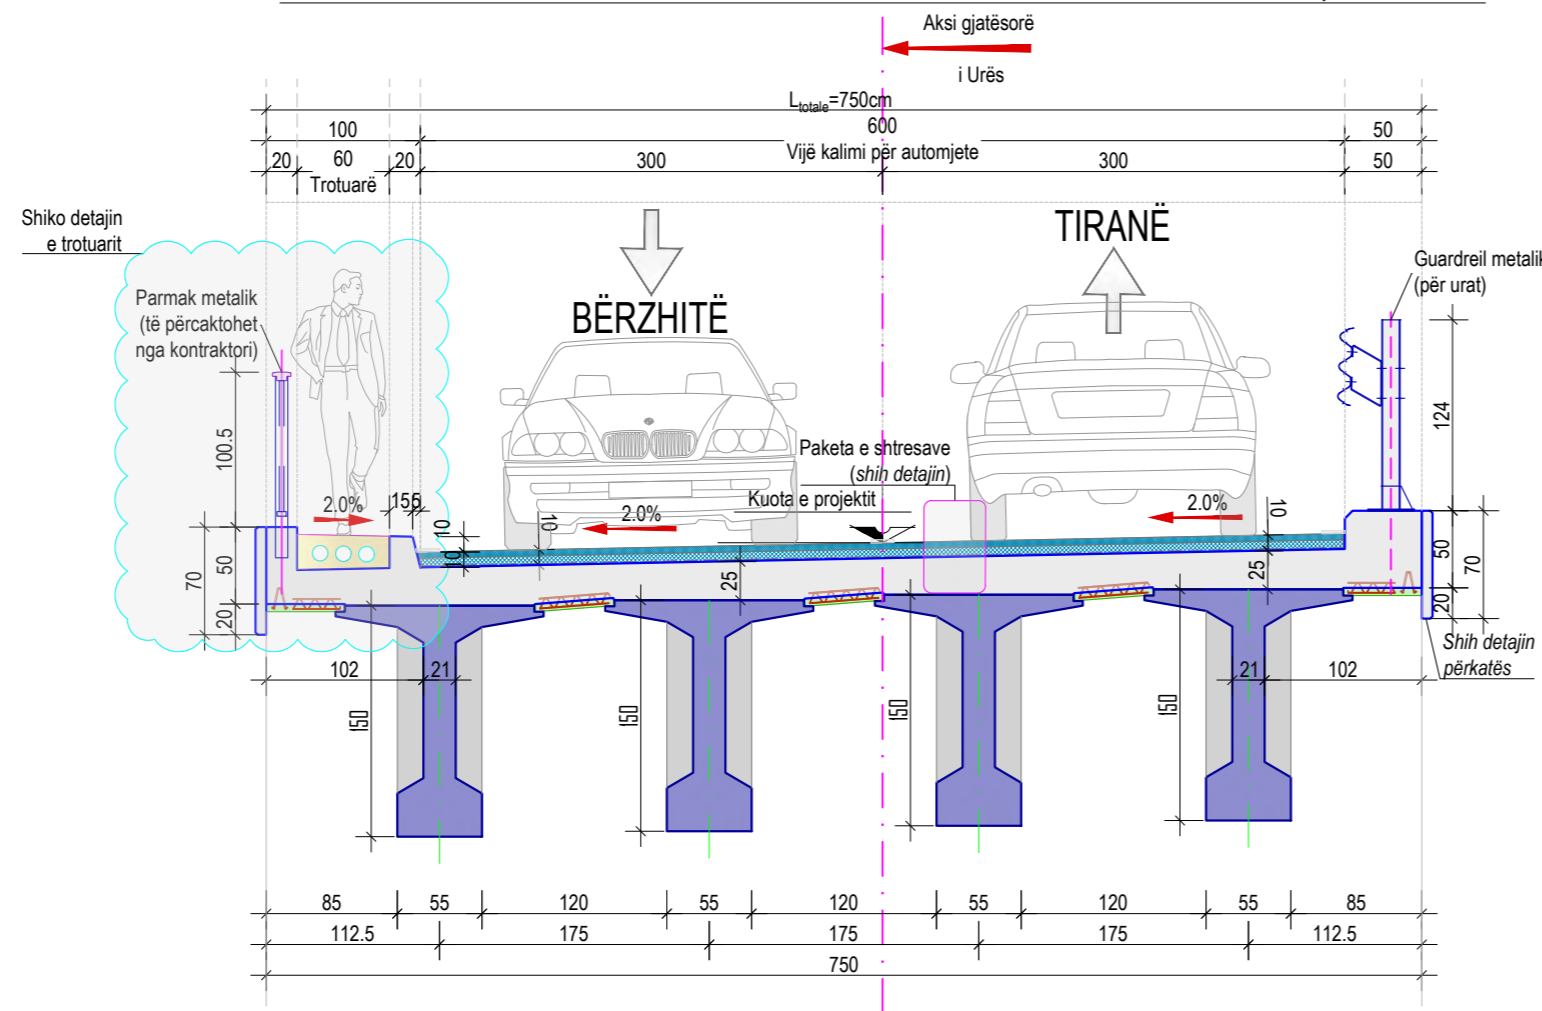 Aksi gjatësorë
i Urës
Ltotale=750cm
100
600
50
20
60
20
300
Vijë kalimi për automjete
300
50
Trotuarë
Shiko detajin
e trotuarit
TIRANË
BËRZHITË
Guardreil metalik
(për urat)
Parmak metalik
(të përcaktohet
nga kontraktori)
100.5
124
Paketa e shtresave
(shih detajin)
Kuota e projektit
2.0%
155
2.0%
2.0%
10
10
10
10
25
25
70
50
20
50
70
20
Shih detajin
përkatës
102
21
21
102
150
150
150
150
85
55
120
55
120
55
120
55
85
112.5
175
175
175
112.5
750